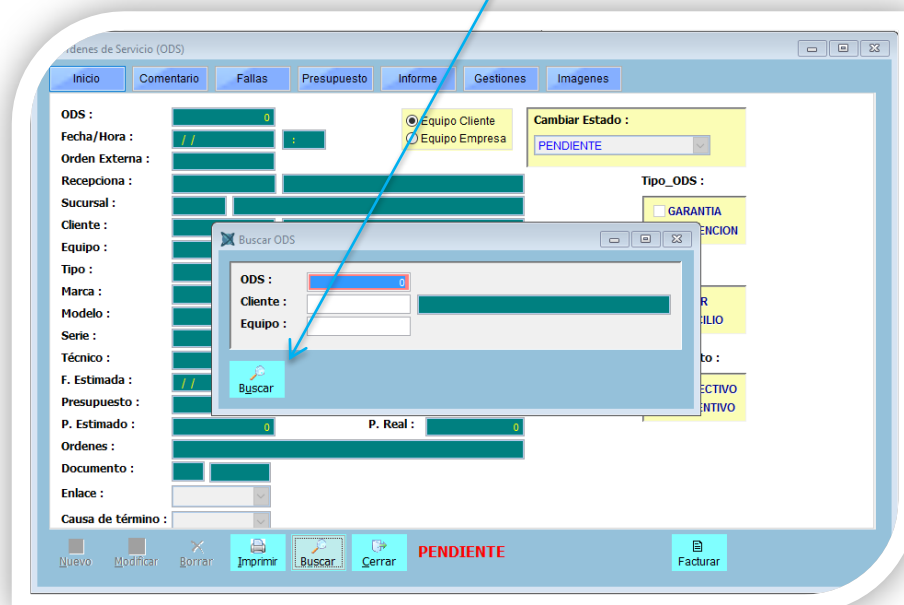 Ordenes de Servicio (ODS)
Inicio Comentario Fallas Presupuesto Informe Gestiones Imagenes
ODS : 0
Equipo Cliente
Equipo Empresa
Cambiar Estado :
PENDIENTE
Fecha/Hora : / / :
Orden Externa :
Recepciona :
Tipo_ODS :
Sucursal :
GARANTIA
Cliente :
ENCION
Equipo :
Tipo :
Marca :
R
Modelo :
ILIO
Serie :
Técnico :
to :
F. Estimada : / /
ECTIVO
Presupuesto :
ENTIVO
P. Estimado : 0 P. Real : 0
Ordenes :
Documento :
Enlace :
Causa de término :
Buscar ODS
ODS : 0
Cliente :
Equipo :
Buscar
Nuevo Modificar Borrar Imprimir Buscar Cerrar PENDIENTE Facturar